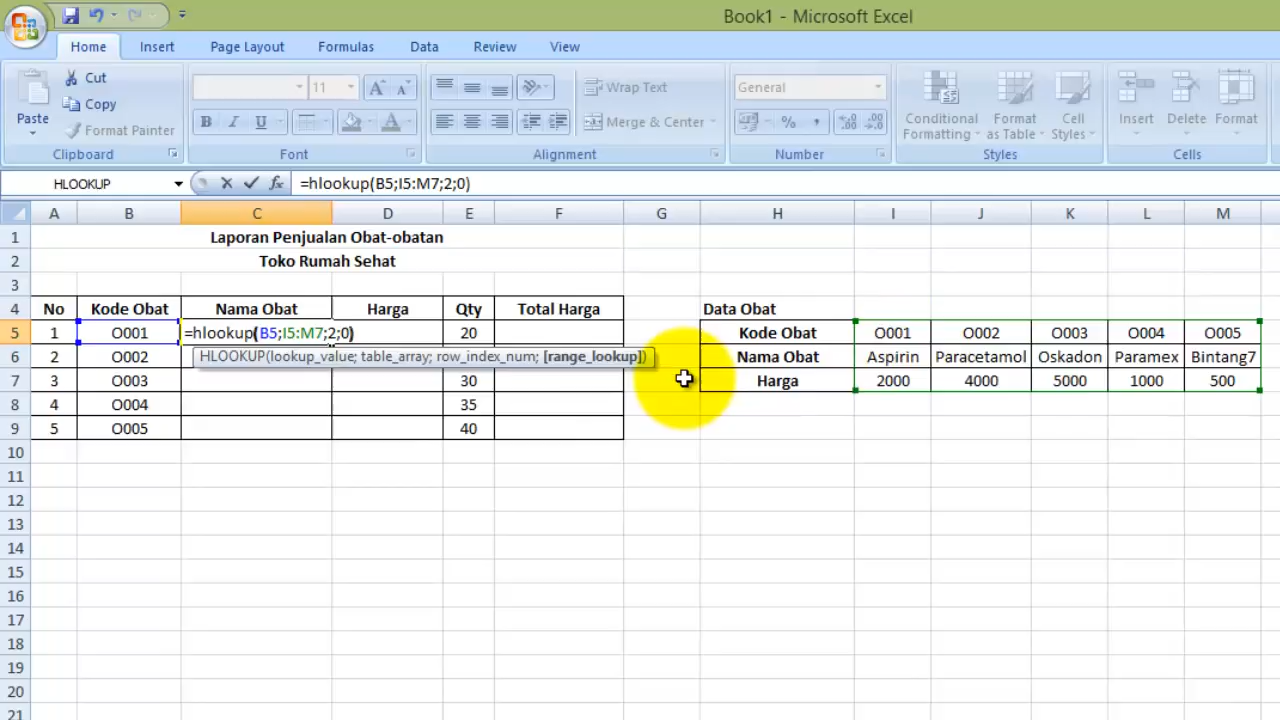 Book1 - Microsoft Excel
Home Insert Page Layout Formulas Data Review View
Paste
Cut
Copy
Format Painter
Clipboard
11
Font
Wrap Text
Merge & Center
Alignment
General
Number
Conditional Formatting
Format as Table
Cell Styles
Styles
Insert
Delete
Format
Cells
HLOOKUP =hlookup(B5;I5:M7;2;0)
A B C D E F G H I J K L M
1 Laporan Penjualan Obat-obatan
2 Toko Rumah Sehat
3
4 No Kode Obat Nama Obat Harga Qty Total Harga Data Obat
5 1 O001 =hlookup(B5;I5:M7;2;0) 20 Kode Obat O001 O002 O003 O004 O005
HLOOKUP(lookup_value; table_array; row_index_num; [range_lookup])
6 2 O002 Nama Obat Aspirin Paracetamol Oskadon Paramex Bintang7
7 3 O003 30 Harga 2000 4000 5000 1000 500
8 4 O004 35
9 5 O005 40
10
11
12
13
14
15
16
17
18
19
20
21